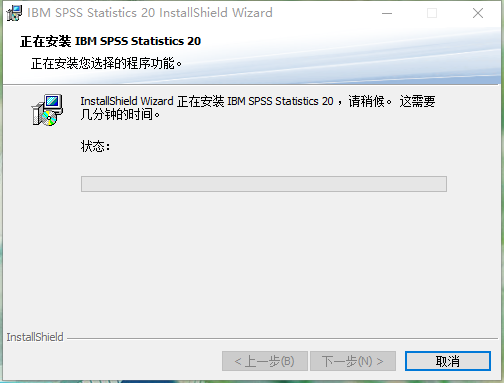 IBM SPSS Statistics 20 InstallShield Wizard
正在安装 IBM SPSS Statistics 20
正在安装您选择的程序功能。
InstallShield Wizard 正在安装 IBM SPSS Statistics 20 ，请稍候。 这需要
几分钟的时间。
状态：
InstallShield
< 上一步(B)
下一步(N) >
取消